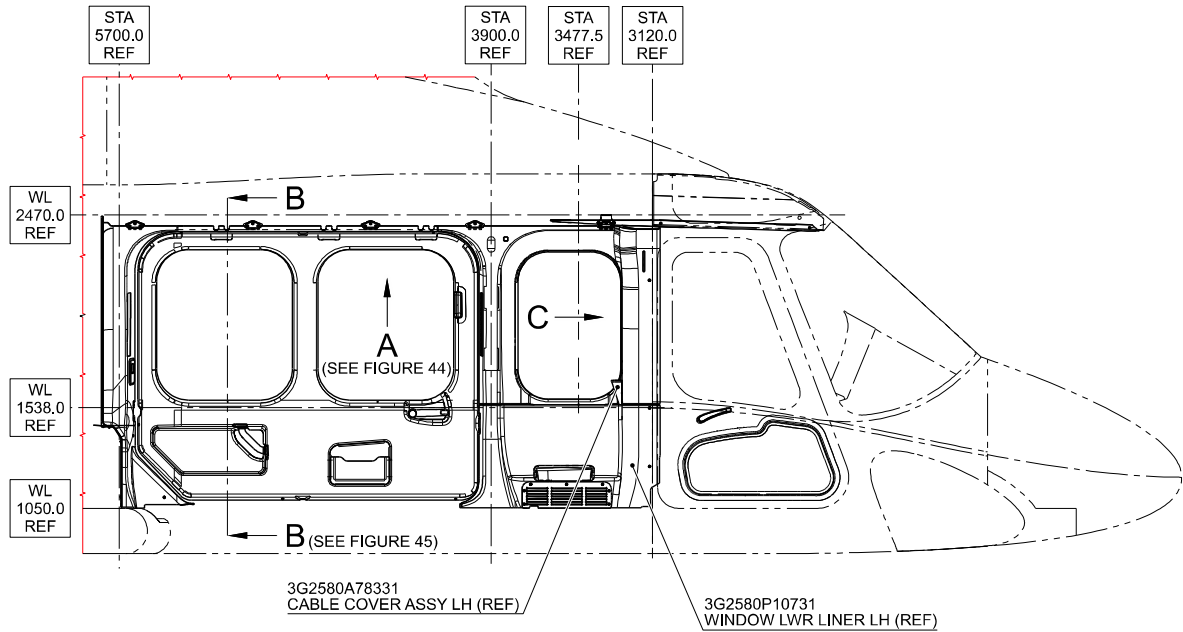 STA
5700.0
REF
STA
3900.0
REF
STA
3477.5
REF
STA
3120.0
REF
WL
2470.0
REF
B
C
A
(SEE FIGURE 44)
WL
1538.0
REF
WL
1050.0
REF
B (SEE FIGURE 45)
3G2580A78331
CABLE COVER ASSY LH (REF)
3G2580P10731
WINDOW LWR LINER LH (REF)